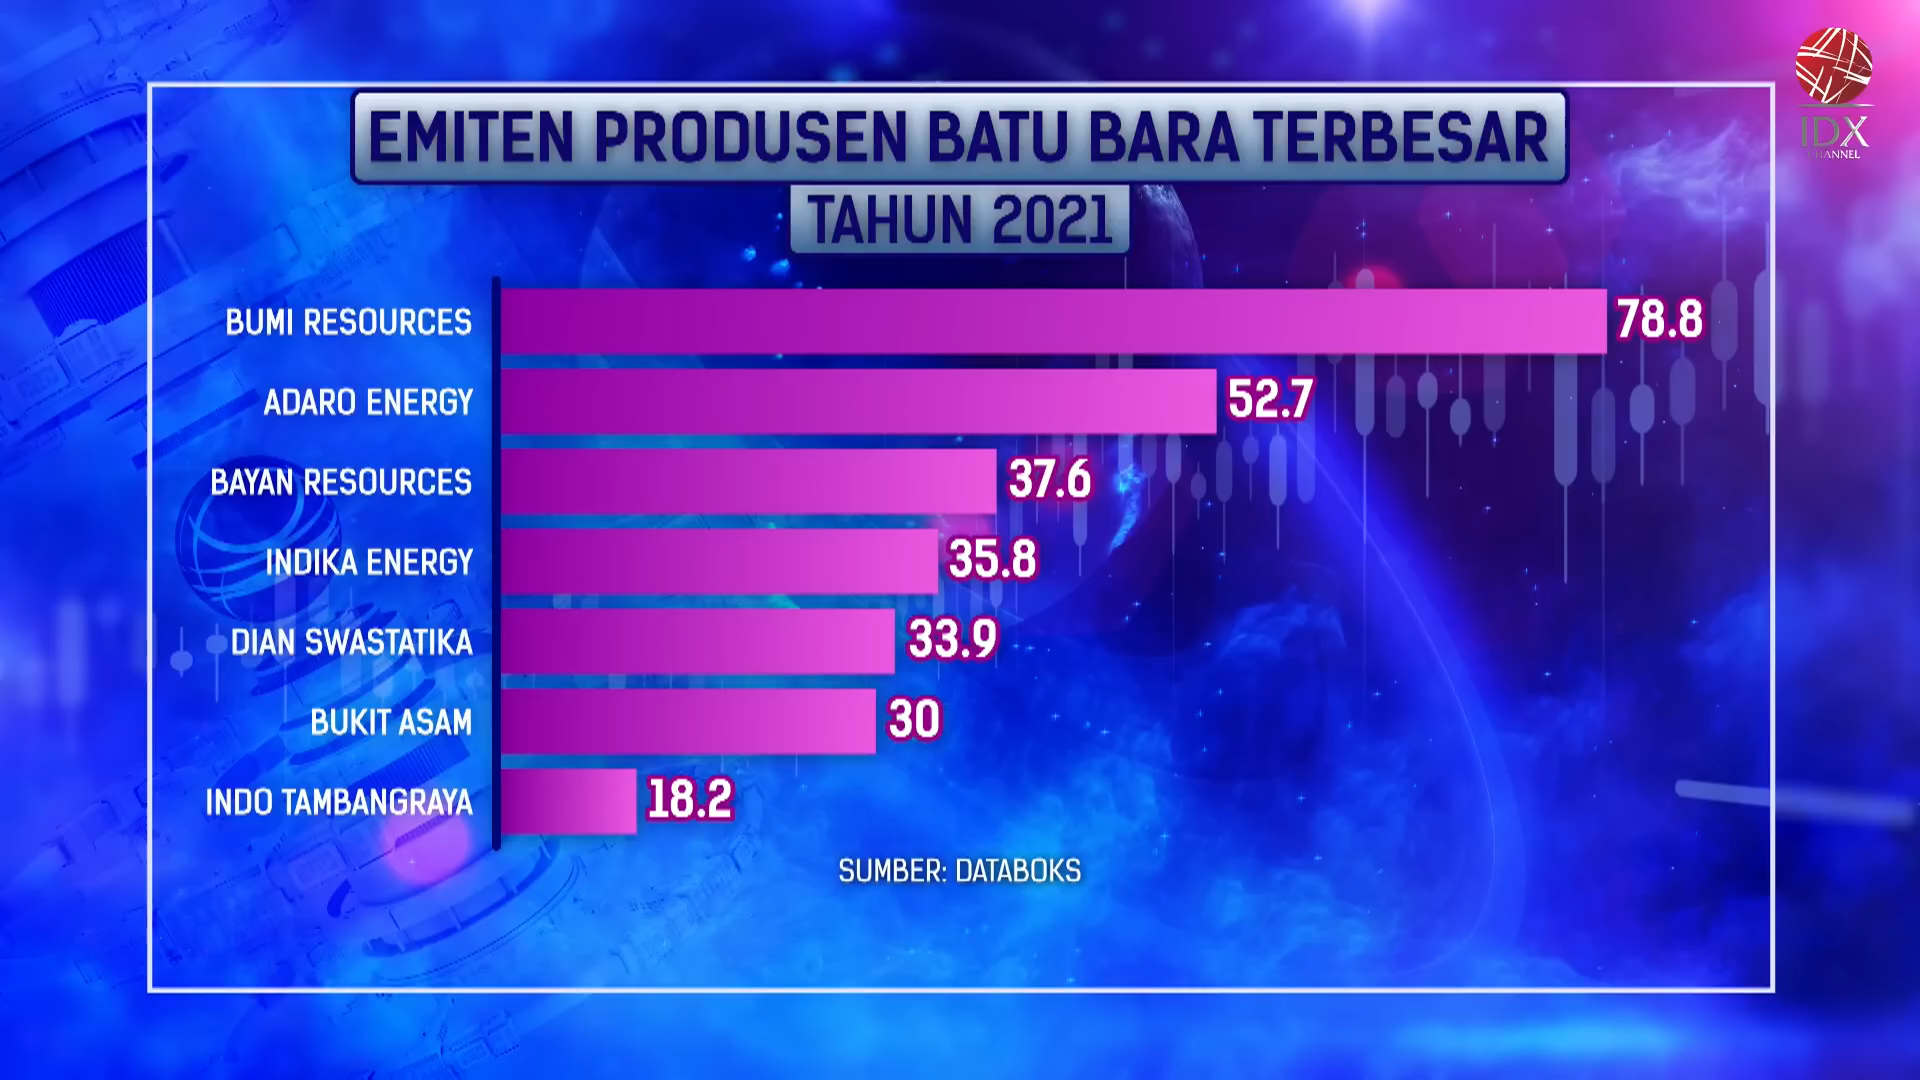 IDX
CHANNEL
EMITEN PRODUSEN BATU BARA TERBESAR
TAHUN 2021
BUMI RESOURCES 78.8
ADARO ENERGY 52.7
BAYAN RESOURCES 37.6
INDIKA ENERGY 35.8
DIAN SWASTATIKA 33.9
BUKIT ASAM 30
INDO TAMBANGRAYA 18.2
SUMBER: DATABOKS